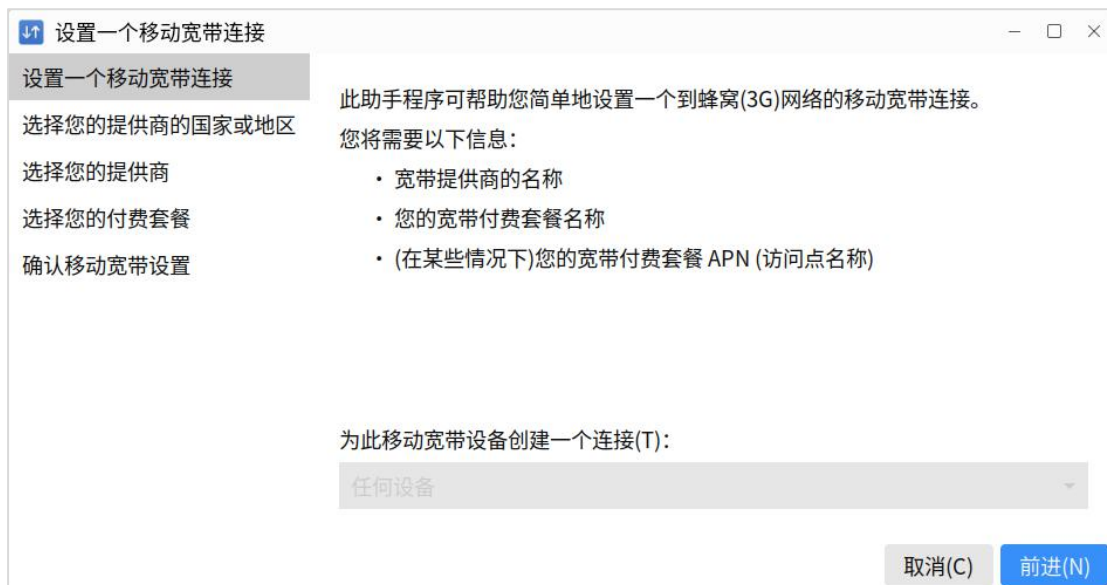 设置一个移动宽带连接
设置一个移动宽带连接
选择您的提供商的国家或地区
选择您的提供商
选择您的付费套餐
确认移动宽带设置
此助手程序可帮助您简单地设置一个到蜂窝(3G)网络的移动宽带连接。
您将需要以下信息：
• 宽带提供商的名称
• 您的宽带付费套餐名称
• (在某些情况下)您的宽带付费套餐 APN (访问点名称)
为此移动宽带设备创建一个连接(T)：
任何设备
取消(C)
前进(N)